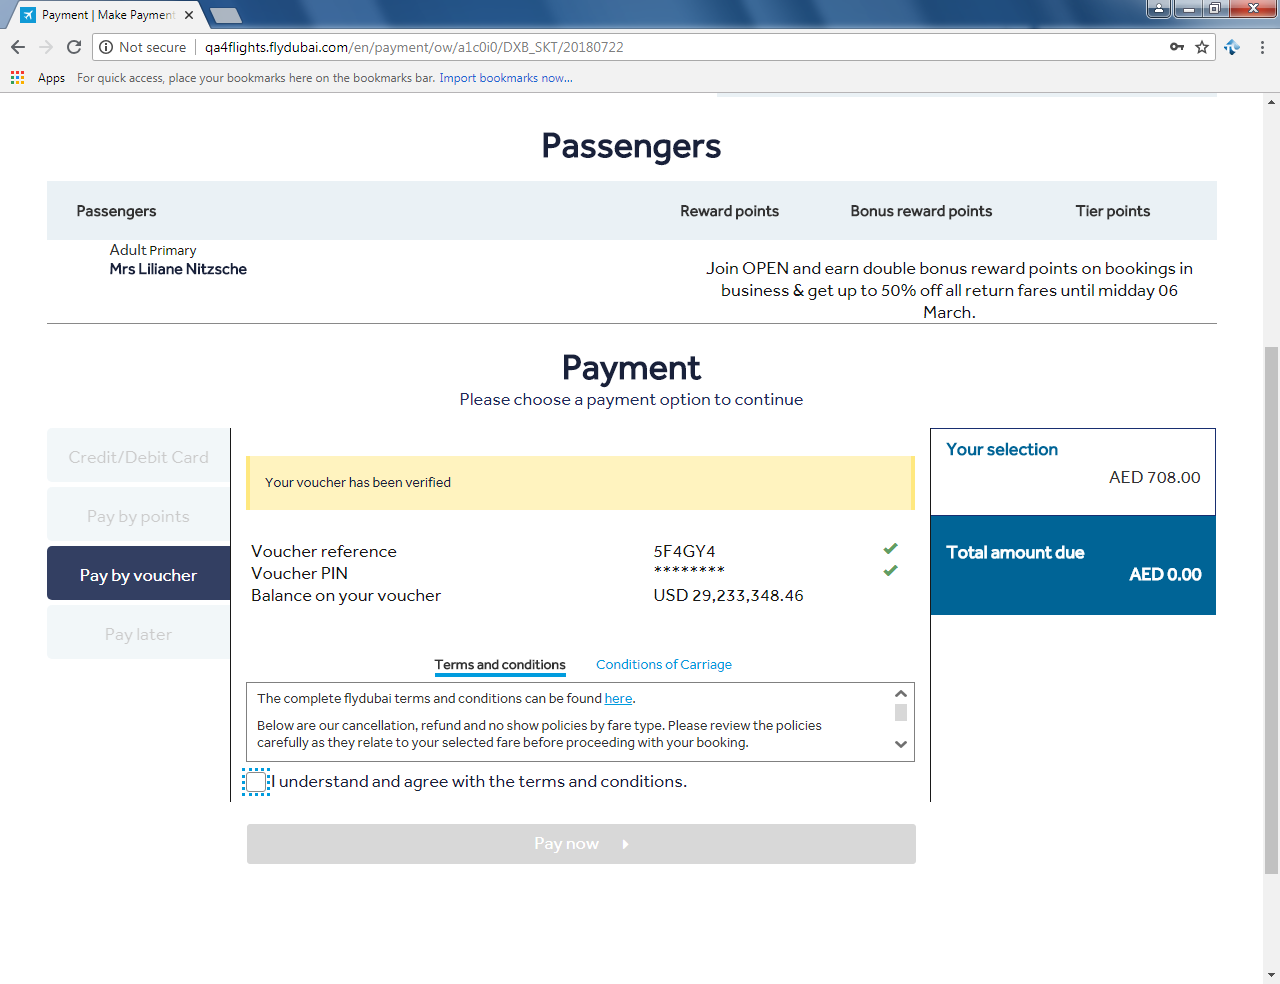 Payment | Make Payment
Not secure
qa4flights.flydubai.com/en/payment/ow/a1c0i0/DXB_SKT/20180722
Apps
For quick access, place your bookmarks here on the bookmarks bar. Import bookmarks now...
Passengers
Passengers Reward points Bonus reward points Tier points
Adult Primary
Mrs Liliane Nitzsche
Join OPEN and earn double bonus reward points on bookings in
business & get up to 50% off all return fares until midday 06
March.
Payment
Please choose a payment option to continue
Credit/Debit Card
Pay by points
Pay by voucher
Pay later
Your voucher has been verified
Voucher reference 5F4GY4
Voucher PIN ********
Balance on your voucher USD 29,233,348.46
Terms and conditions Conditions of Carriage
The complete flydubai terms and conditions can be found here.
Below are our cancellation, refund and no show policies by fare type. Please review the policies
carefully as they relate to your selected fare before proceeding with your booking.
I understand and agree with the terms and conditions.
Pay now
Your selection
AED 708.00
Total amount due
AED 0.00